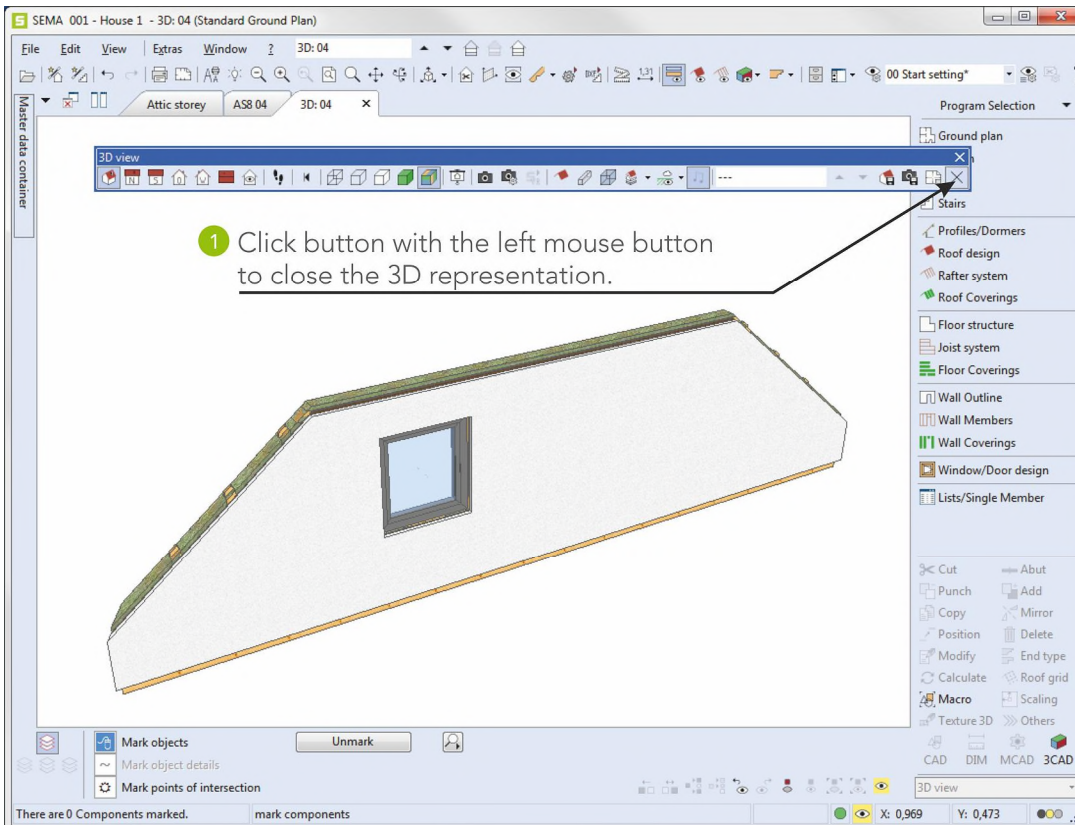 SEMA 001 - House 1 - 3D: 04 (Standard Ground Plan)
File Edit View Extras Window ? 3D: 04
00 Start setting*
Master data container
Attic storey AS8 04 3D: 04
Program Selection
3D view
---
Ground plan
Stairs
Profiles/Dormers
Roof design
Rafter system
Roof Coverings
Floor structure
Joist system
Floor Coverings
Wall Outline
Wall Members
Wall Coverings
Window/Door design
Lists/Single Member
1 Click button with the left mouse button
to close the 3D representation.
Cut Abut
Punch Add
Copy Mirror
Position Delete
Modify End type
Calculate Roof grid
Macro Scaling
Texture 3D Others
CAD DIM MCAD 3CAD
3D view
Mark objects Unmark
Mark object details
Mark points of intersection
There are 0 Components marked. mark components X: 0,969 Y: 0,473